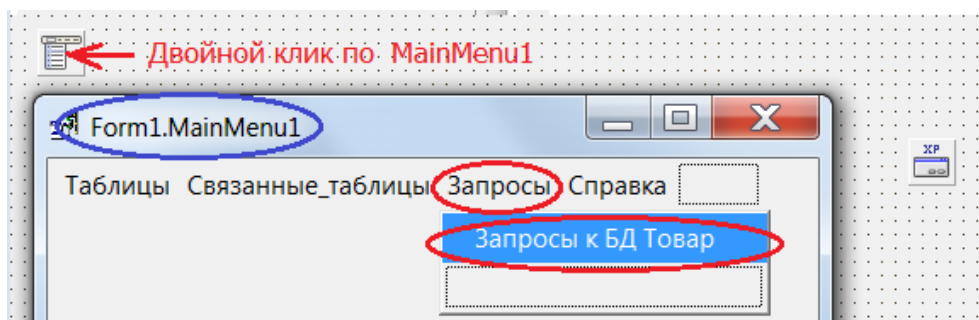 Двойной клик по MainMenu1
Form1.MainMenu1
XP
Таблицы Связанные_таблицы Запросы Справка
Запросы к БД Товар